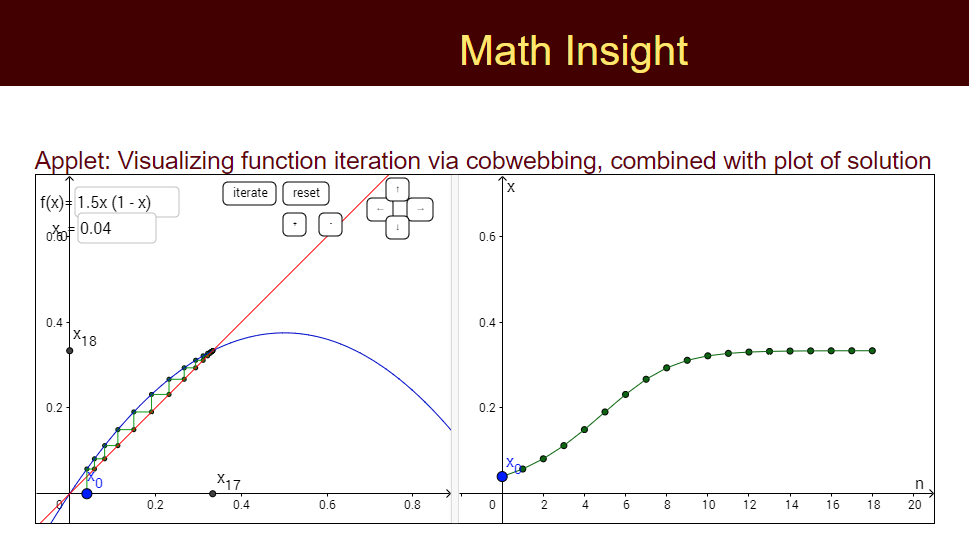 Math Insight
Applet: Visualizing function iteration via cobwebbing, combined with plot of solution
f(x)= 1.5x (1 - x)
iterate
reset
↑
←
→
↓
+
-
x₀ = 0.04
0.60
0.4
0.2
x₁₈
x₀
x₁₇
0
0.2
0.4
0.6
0.8
x
0.6
0.4
0.2
x₀
n
0
2
4
6
8
10
12
14
16
18
20